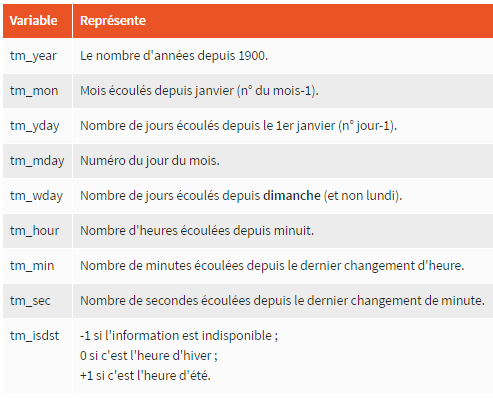 Variable Représente
tm_year Le nombre d'années depuis 1900.
tm_mon Mois écoulés depuis janvier (n° du mois-1).
tm_yday Nombre de jours écoulés depuis le 1er janvier (n° jour-1).
tm_mday Numéro du jour du mois.
tm_wday Nombre de jours écoulés depuis dimanche (et non lundi).
tm_hour Nombre d'heures écoulées depuis minuit.
tm_min Nombre de minutes écoulées depuis le dernier changement d'heure.
tm_sec Nombre de secondes écoulées depuis le dernier changement de minute.
tm_isdst -1 si l'information est indisponible ;
0 si c'est l'heure d'hiver ;
+1 si c'est l'heure d'été.